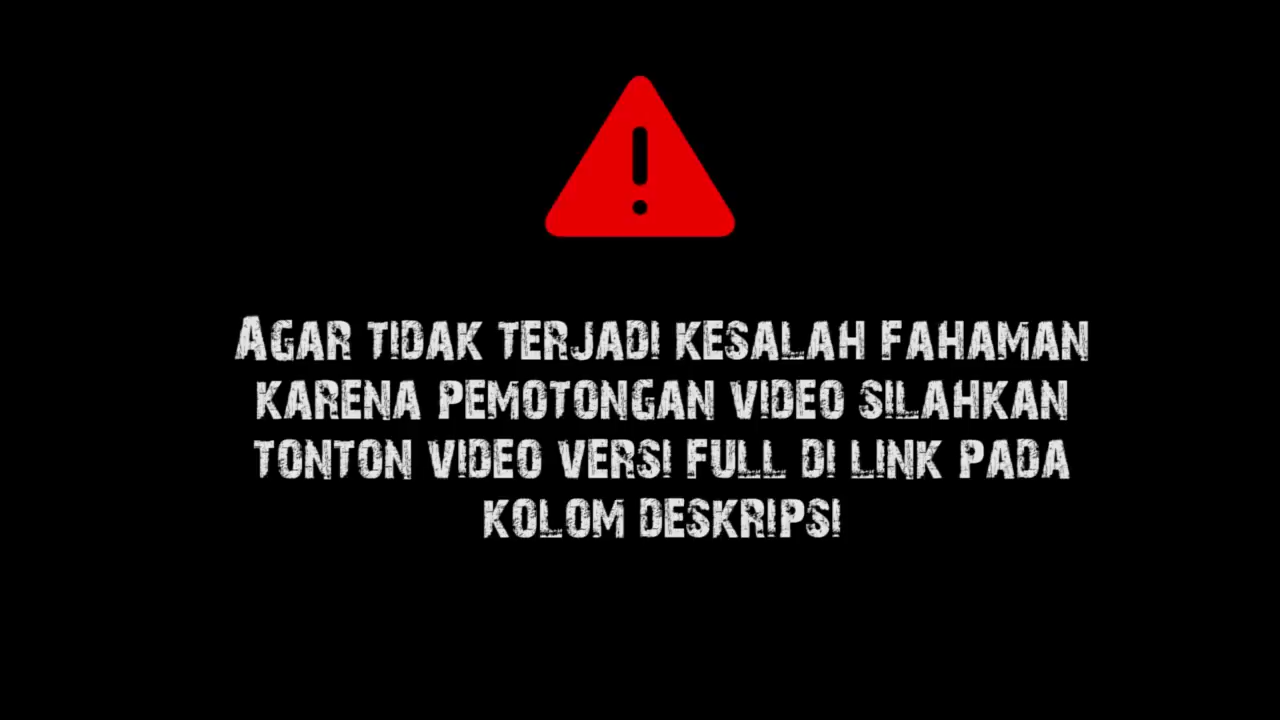 Agar tidak terjadi kesalah fahaman
karena pemotongan video silahkan
tonton video versi full di link pada
kolom deskripsi